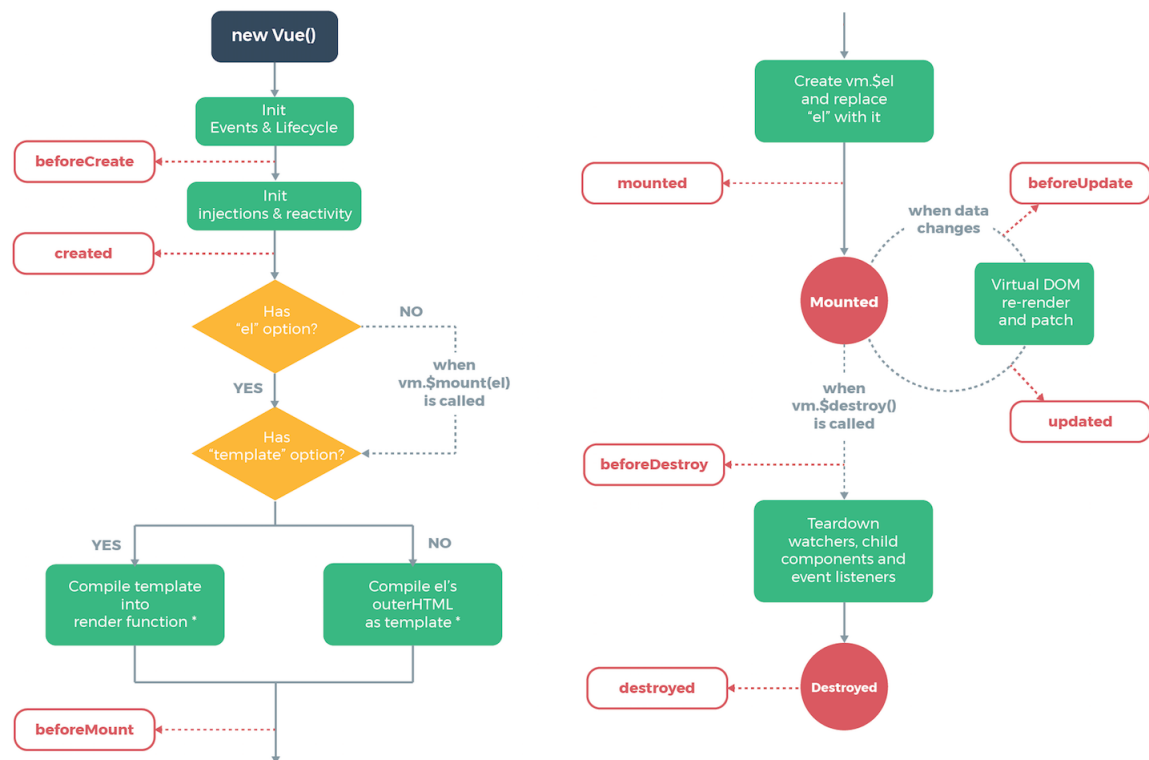 new Vue()
Init
Events & Lifecycle
beforeCreate
Init
injections & reactivity
created
Has
“el” option?
NO
when
vm.$mount(el)
is called
YES
Has
“template” option?
YES
NO
Compile template
into
render function *
Compile el’s
outerHTML
as template *
beforeMount
Create vm.$el
and replace
“el” with it
mounted
beforeUpdate
when data
changes
Mounted
Virtual DOM
re-render
and patch
updated
when
vm.$destroy()
is called
beforeDestroy
Teardown
watchers, child
components and
event listeners
destroyed
Destroyed